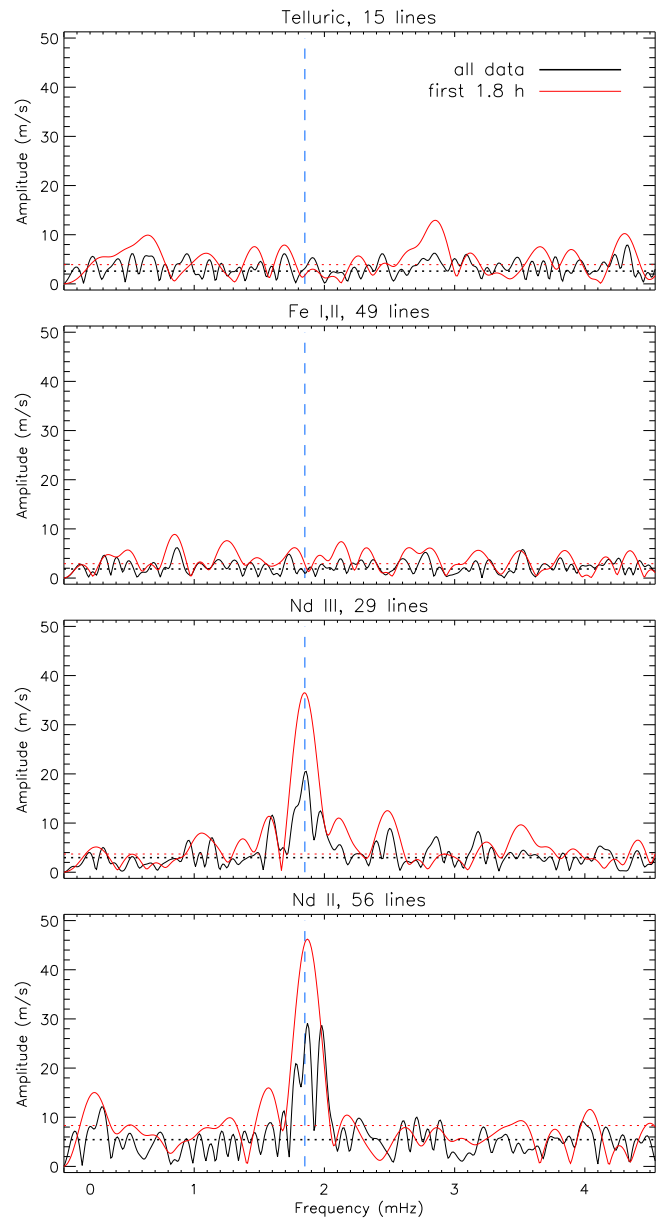 Telluric, 15 lines
50
40
30
20
10
0
Amplitude (m/s)
all data
first 1.8 h
Fe I,II, 49 lines
50
40
30
20
10
0
Amplitude (m/s)
Nd III, 29 lines
50
40
30
20
10
0
Amplitude (m/s)
Nd II, 56 lines
50
40
30
20
10
0
Amplitude (m/s)
0 1 2 3 4
Frequency (mHz)